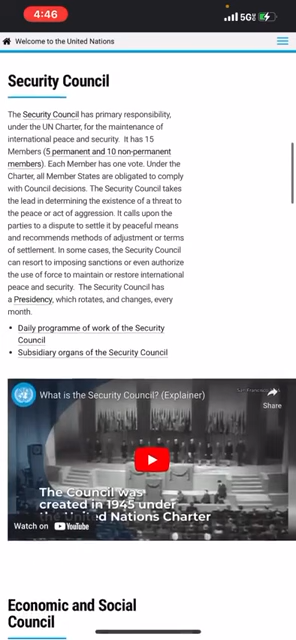 4:46
5G
Welcome to the United Nations
Security Council
The Security Council has primary responsibility,
under the UN Charter, for the maintenance of
international peace and security. It has 15
Members (5 permanent and 10 non-permanent
members). Each Member has one vote. Under the
Charter, all Member States are obligated to comply
with Council decisions. The Security Council takes
the lead in determining the existence of a threat to
the peace or act of aggression. It calls upon the
parties to a dispute to settle it by peaceful means
and recommends methods of adjustment or terms
of settlement. In some cases, the Security Council
can resort to imposing sanctions or even authorize
the use of force to maintain or restore international
peace and security. The Security Council has
a Presidency, which rotates, and changes, every
month.
• Daily programme of work of the Security
Council
• Subsidiary organs of the Security Council
What is the Security Council? (Explainer)
Share
The Council was
created in 1945 under
the United Nations Charter
Watch on YouTube
Economic and Social
Council